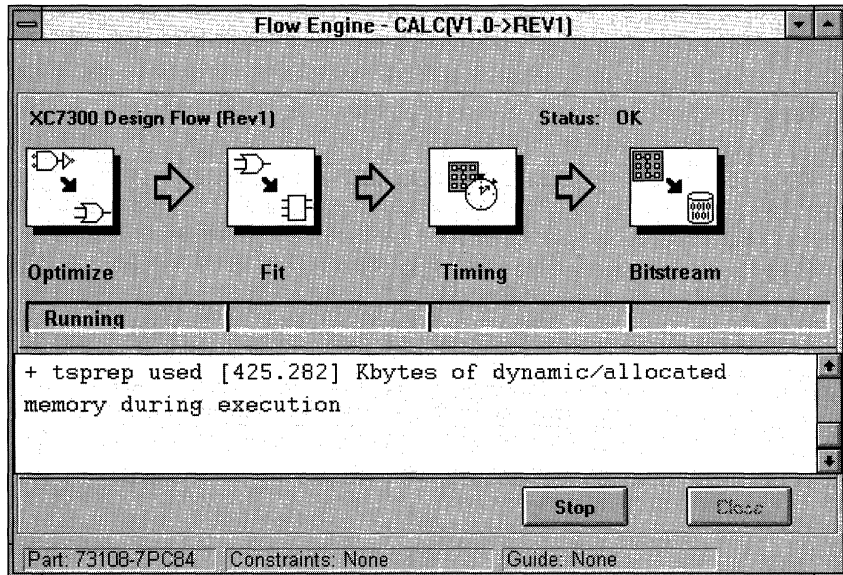 Flow Engine - CALC(V1.0->REV1)
XC7300 Design Flow (Rev1) Status: OK
Optimize Fit Timing Bitstream
Running
+ tsprep used [425.282] Kbytes of dynamic/allocated
memory during execution
Stop Close
Part: 73108-7PC84 Constraints: None Guide: None